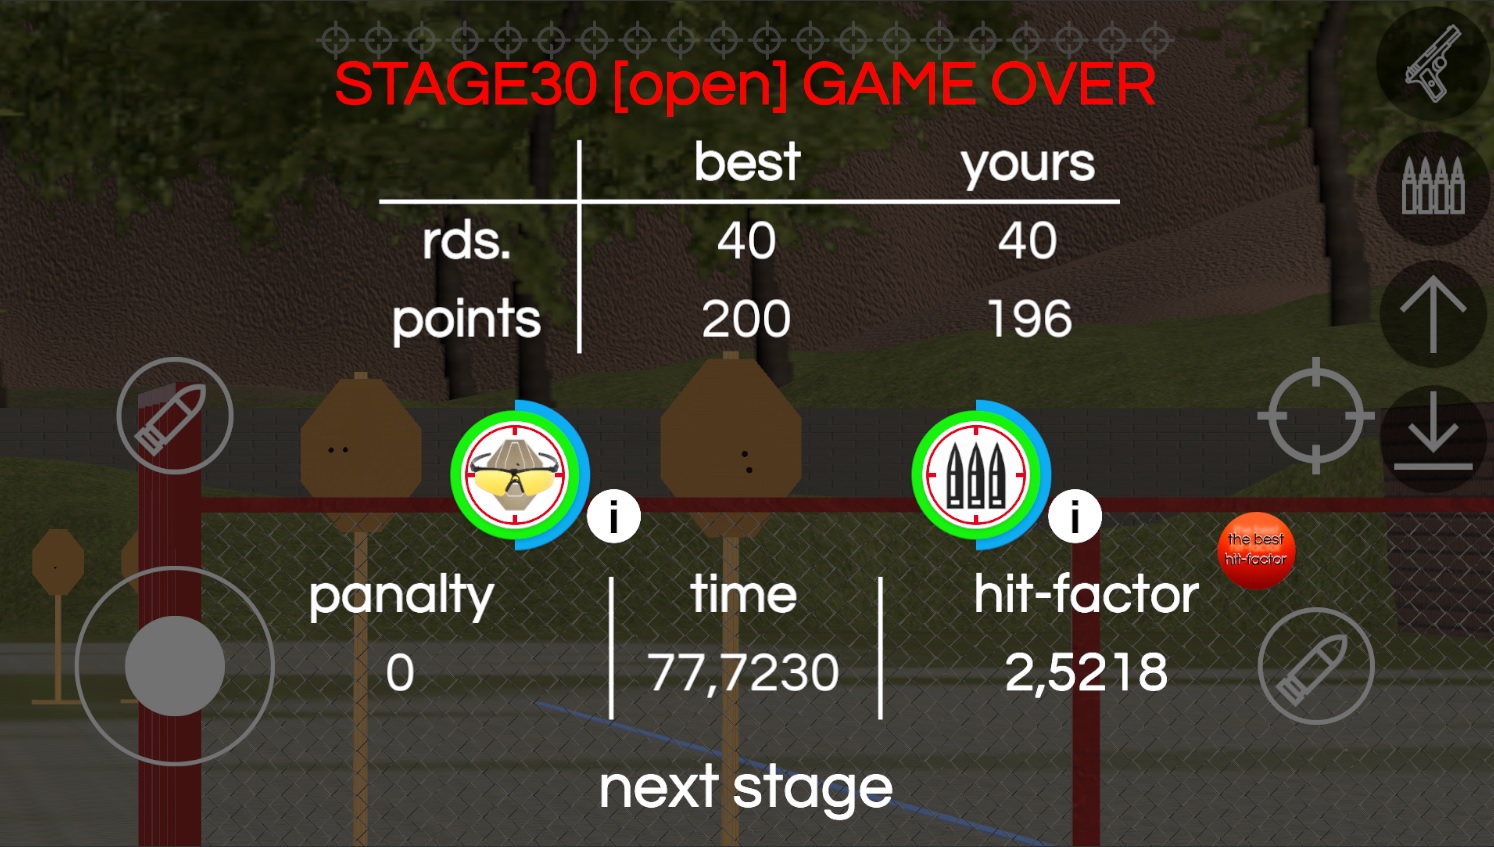 STAGE30 [open] GAME OVER
best yours
rds. 40 40
points 200 196
i i
the best
hit-factor
panalty time hit-factor
0 77,7230 2,5218
next stage